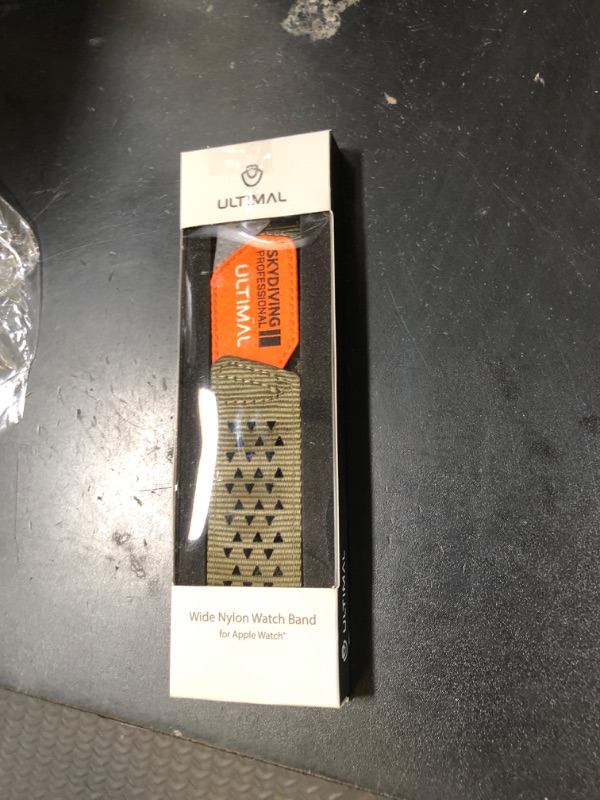 ULTIMAL
SKYDIVING
PROFESSIONAL
ULTIMAL
Wide Nylon Watch Band
for Apple Watch®
ULTIMAL